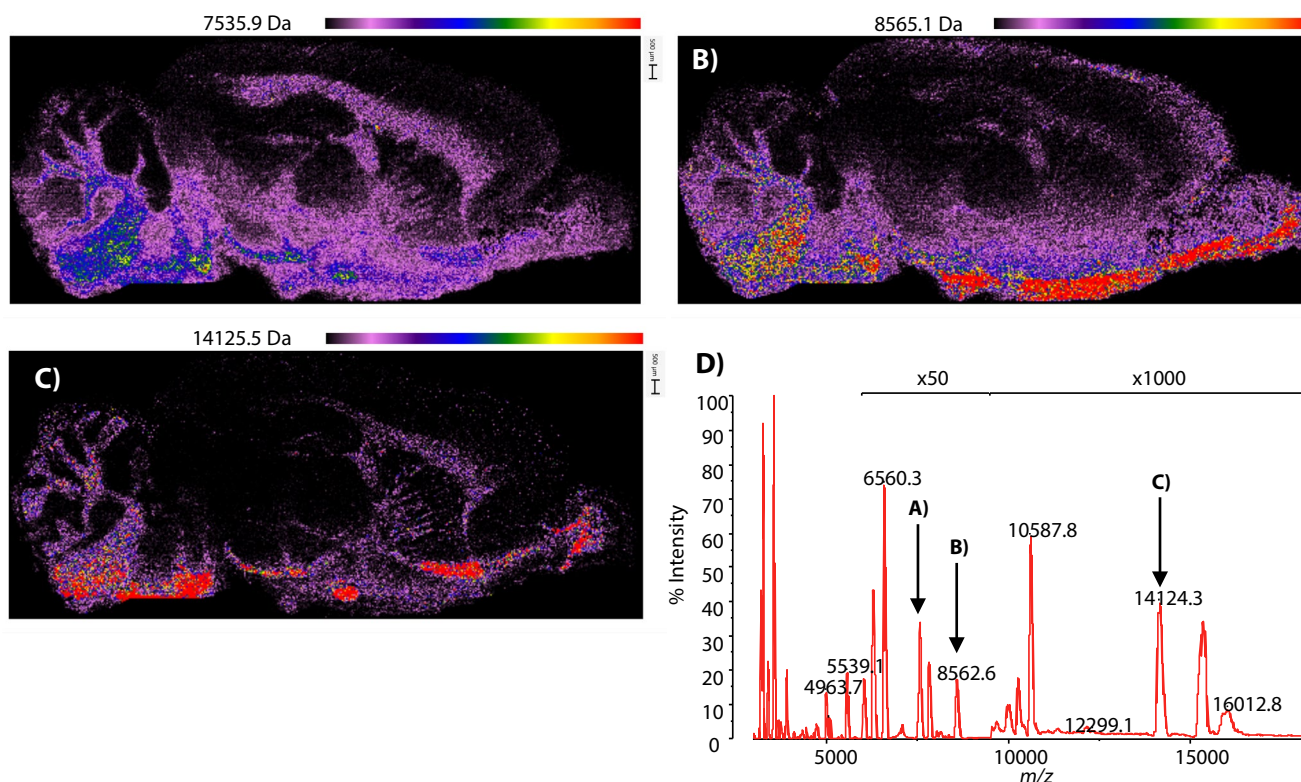 7535.9 Da
500 µm
8565.1 Da
B)
14125.5 Da
500 µm
C)
D)
x50
x1000
% Intensity
100
90
80
70
60
50
40
30
20
10
0
6560.3
A)
B)
C)
10587.8
14124.3
5539.1
4963.7
8562.6
12299.1
16012.8
5000
10000
15000
m/z